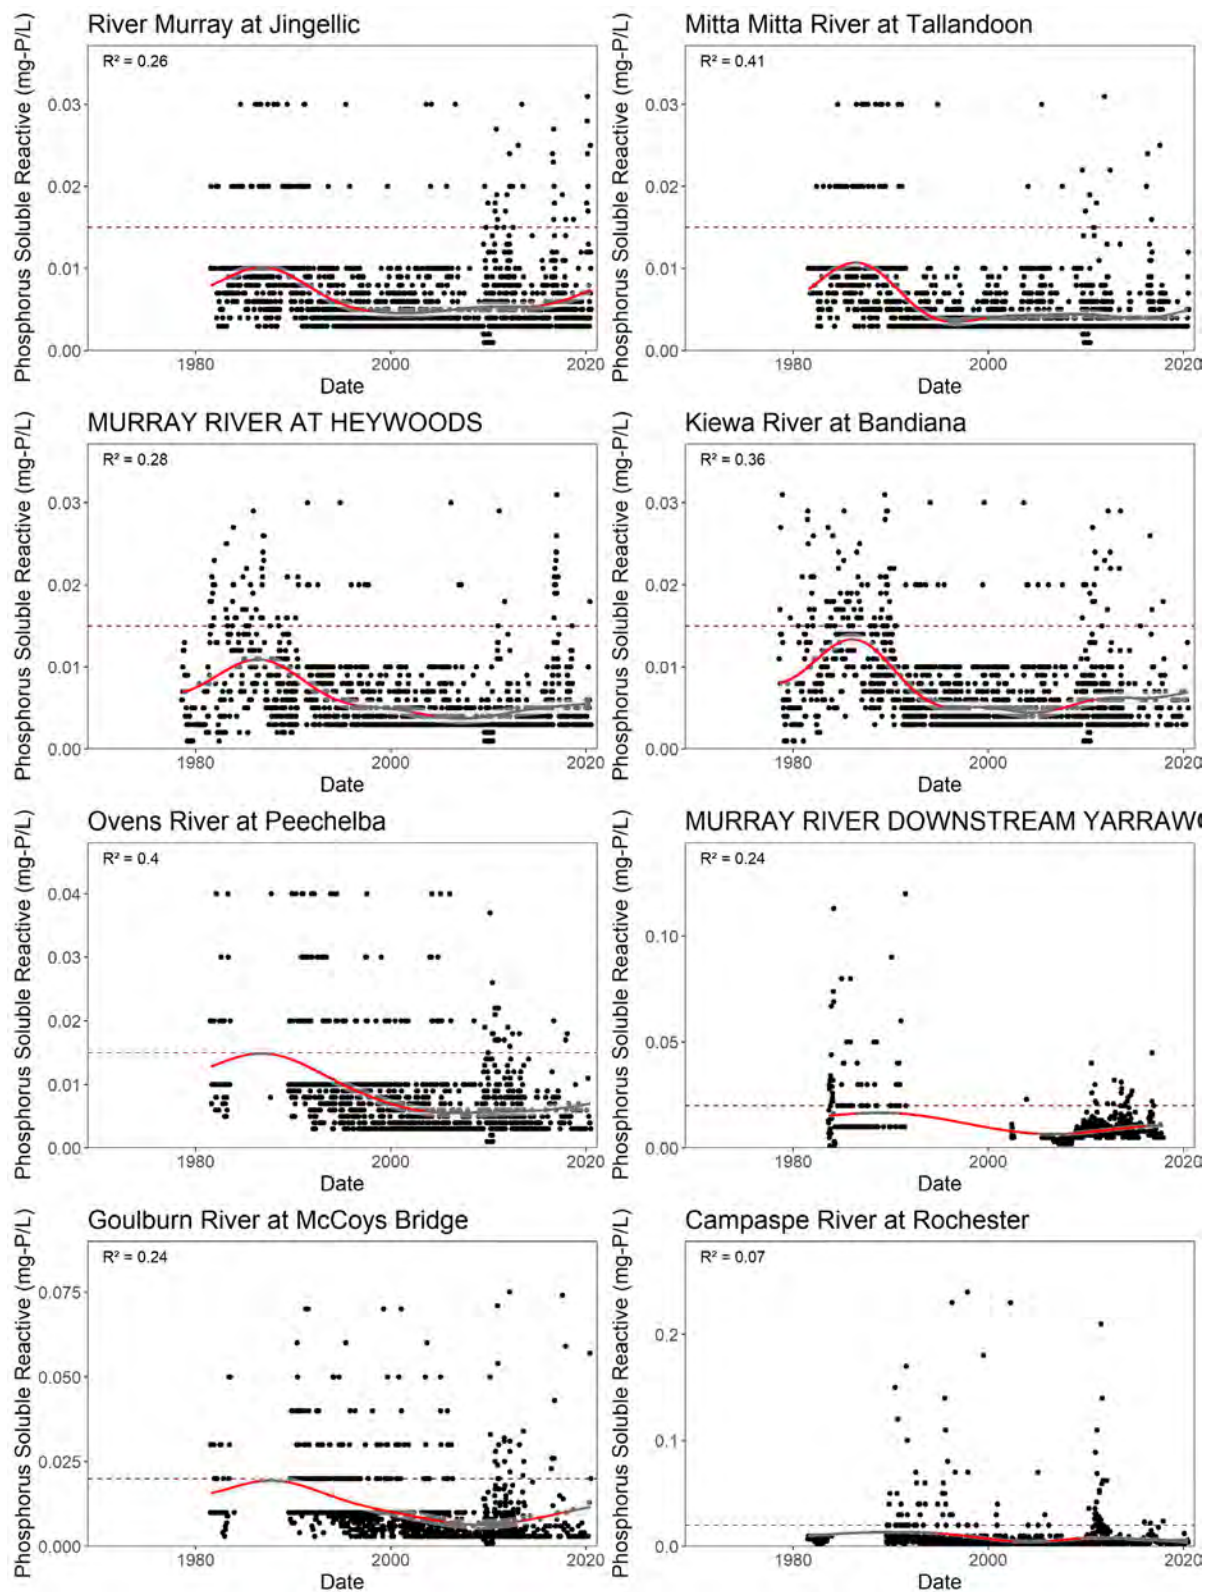 River Murray at Jingellic
Phosphorus Soluble Reactive (mg-P/L)
R² = 0.26
0.03
0.02
0.01
0.00
1980
2000
2020
Date
Mitta Mitta River at Tallandoon
Phosphorus Soluble Reactive (mg-P/L)
R² = 0.41
0.03
0.02
0.01
0.00
1980
2000
2020
Date
MURRAY RIVER AT HEYWOODS
Phosphorus Soluble Reactive (mg-P/L)
R² = 0.28
0.03
0.02
0.01
0.00
1980
2000
2020
Date
Kiewa River at Bandiana
Phosphorus Soluble Reactive (mg-P/L)
R² = 0.36
0.03
0.02
0.01
0.00
1980
2000
2020
Date
Ovens River at Peechelba
Phosphorus Soluble Reactive (mg-P/L)
R² = 0.4
0.04
0.03
0.02
0.01
0.00
1980
2000
2020
Date
MURRAY RIVER DOWNSTREAM YARRAWO
Phosphorus Soluble Reactive (mg-P/L)
R² = 0.24
0.10
0.05
0.00
1980
2000
2020
Date
Goulburn River at McCoys Bridge
Phosphorus Soluble Reactive (mg-P/L)
R² = 0.24
0.075
0.050
0.025
0.000
1980
2000
2020
Date
Campaspe River at Rochester
Phosphorus Soluble Reactive (mg-P/L)
R² = 0.07
0.2
0.1
0.0
1980
2000
2020
Date